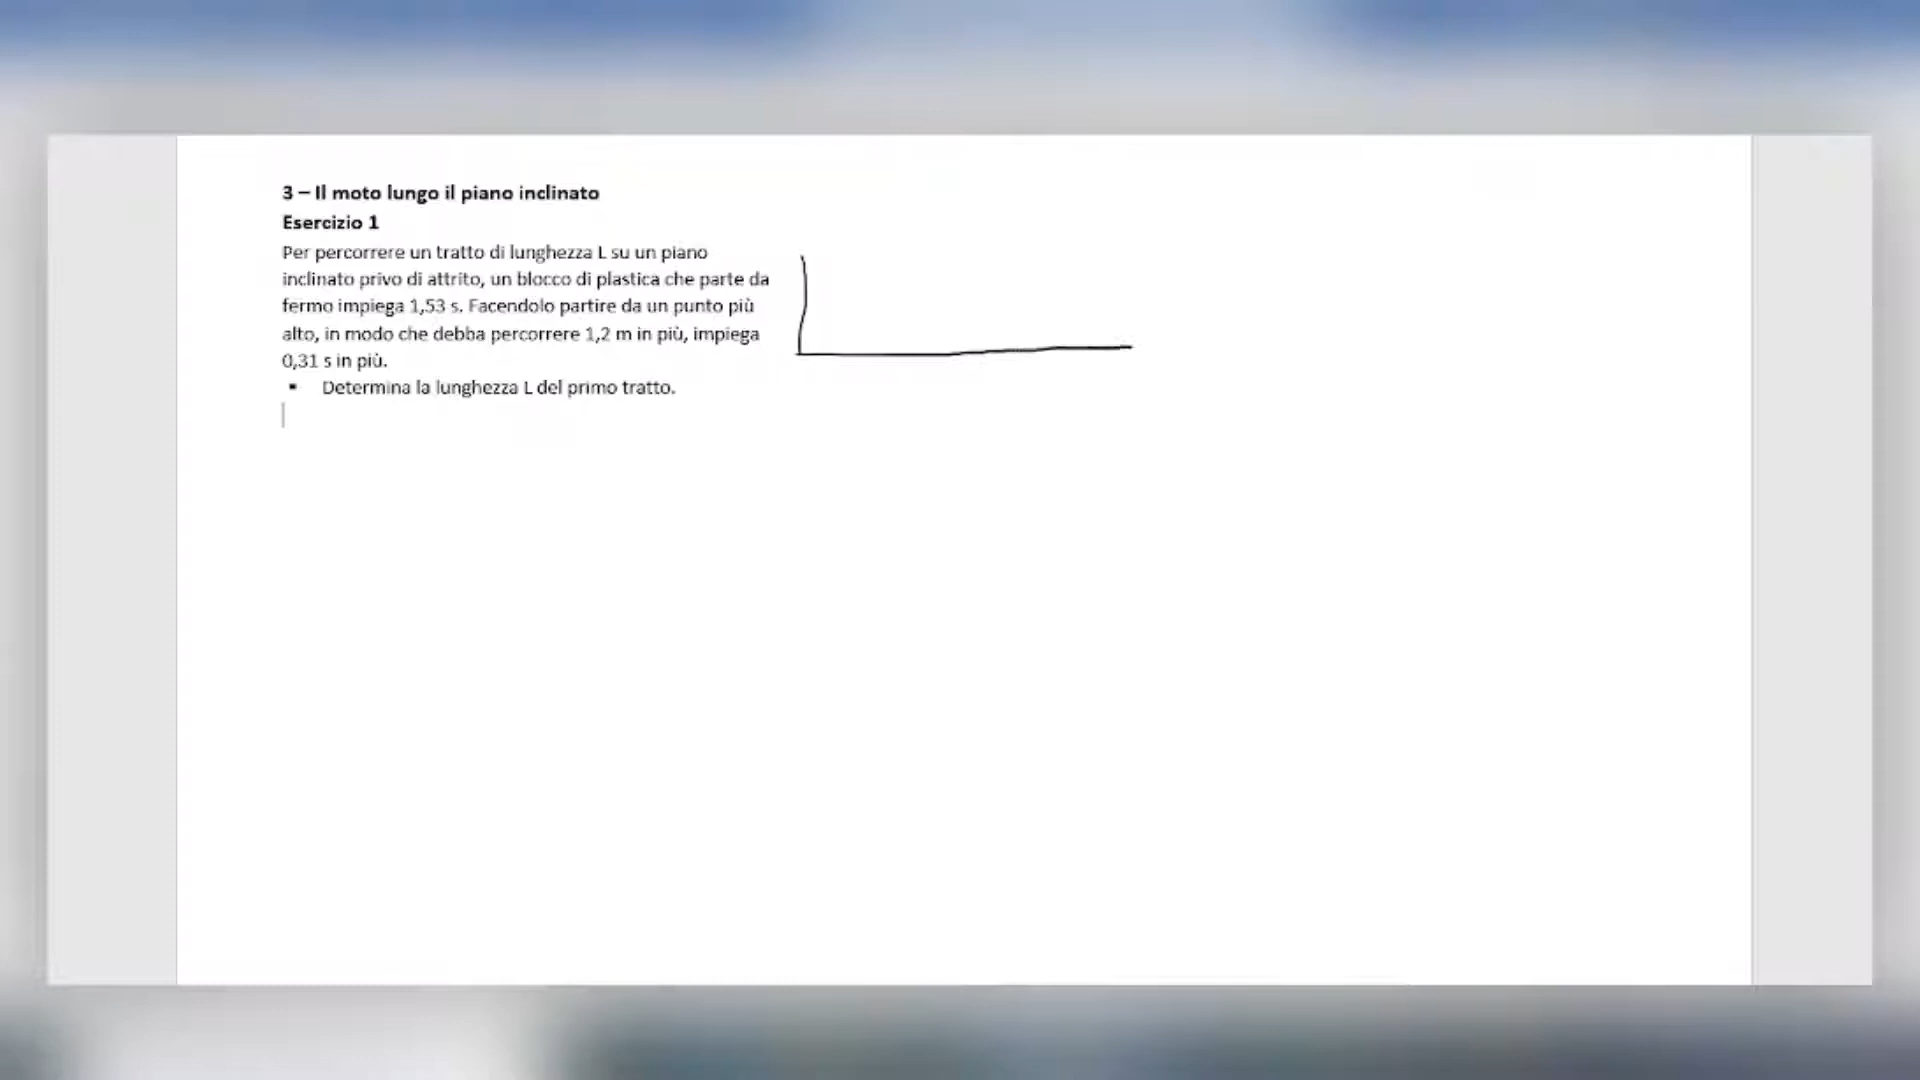 3 – Il moto lungo il piano inclinato
Esercizio 1
Per percorrere un tratto di lunghezza L su un piano
inclinato privo di attrito, un blocco di plastica che parte da
fermo impiega 1,53 s. Facendolo partire da un punto più
alto, in modo che debba percorrere 1,2 m in più, impiega
0,31 s in più.
▪ Determina la lunghezza L del primo tratto.